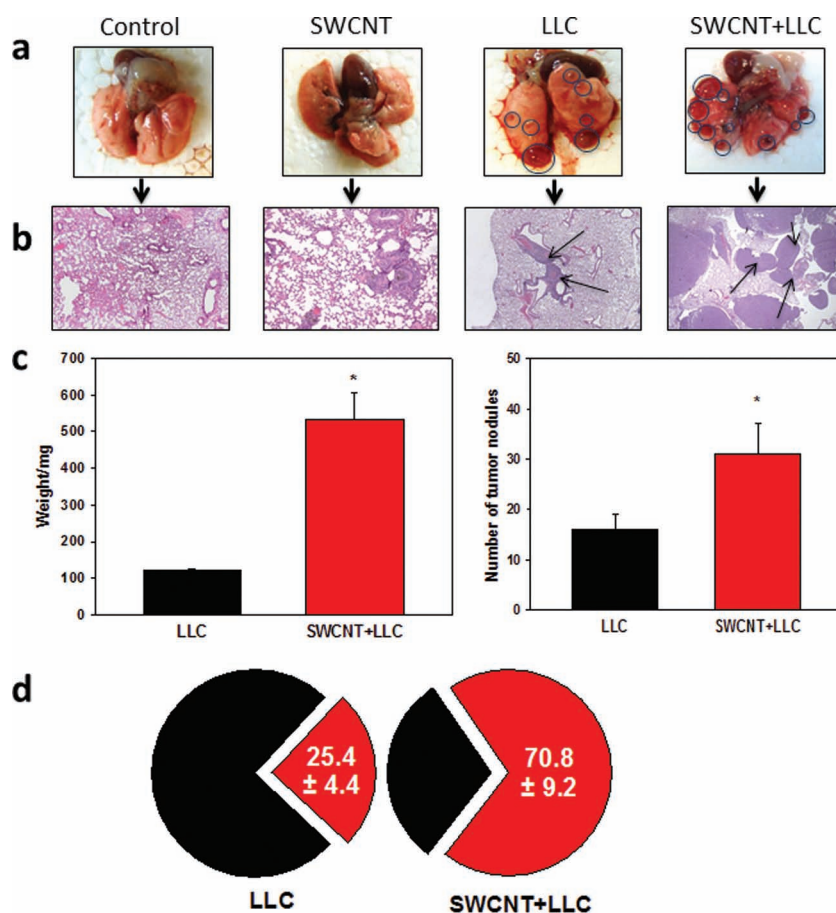 Control SWCNT LLC SWCNT+LLC
a
b
c
700
600
500
400
300
200
100
0
Weight/mg
*
LLC SWCNT+LLC
50
40
30
20
10
0
Number of tumor nodules
*
LLC SWCNT+LLC
d
25.4
± 4.4
70.8
± 9.2
LLC SWCNT+LLC